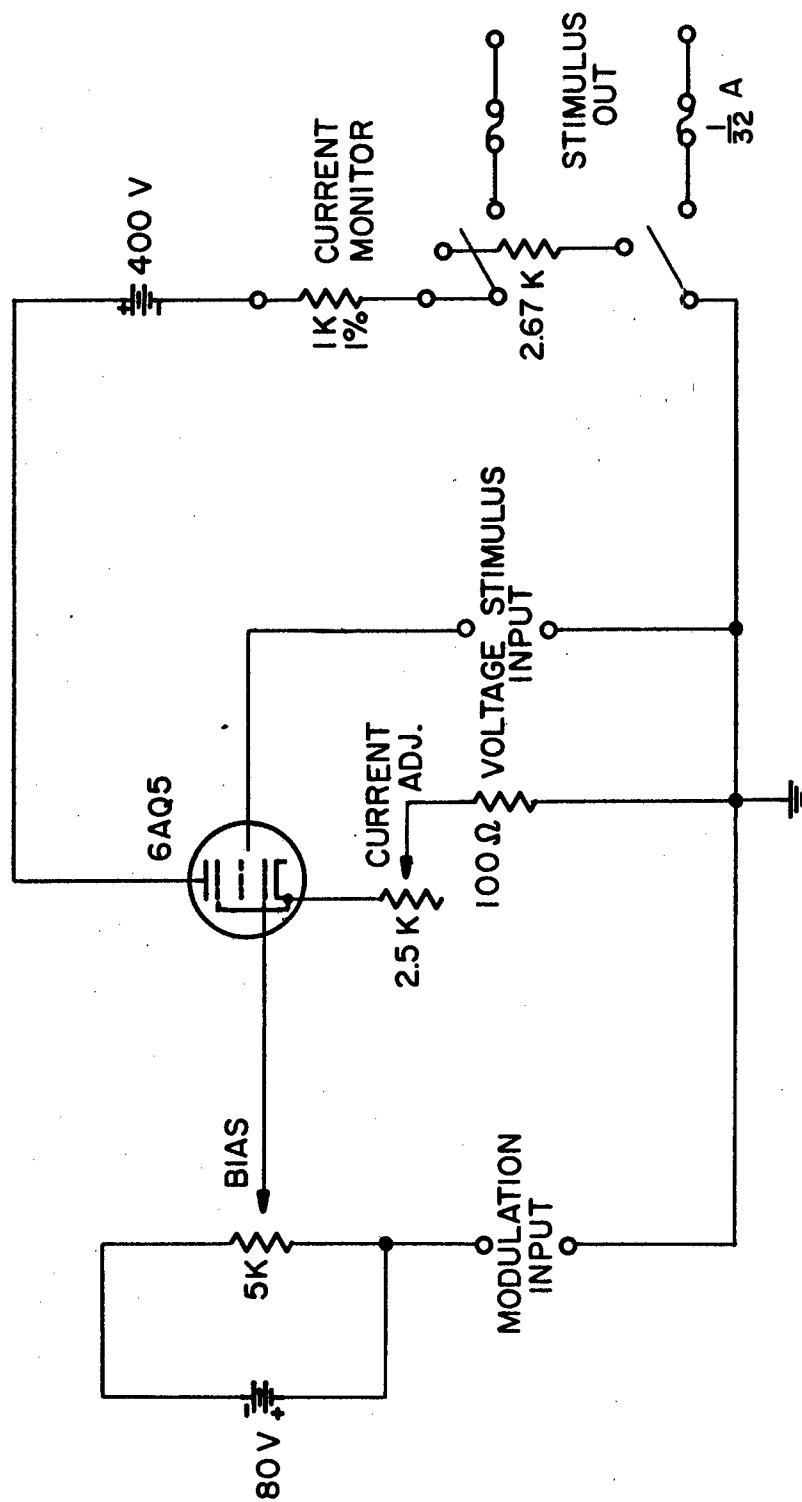 80 V
5K
BIAS
MODULATION
INPUT
6AQ5
2.5 K
CURRENT
ADJ.
100 Ω
VOLTAGE STIMULUS
INPUT
400 V
1K
1%
CURRENT
MONITOR
2.67 K
STIMULUS
OUT
1/32 A